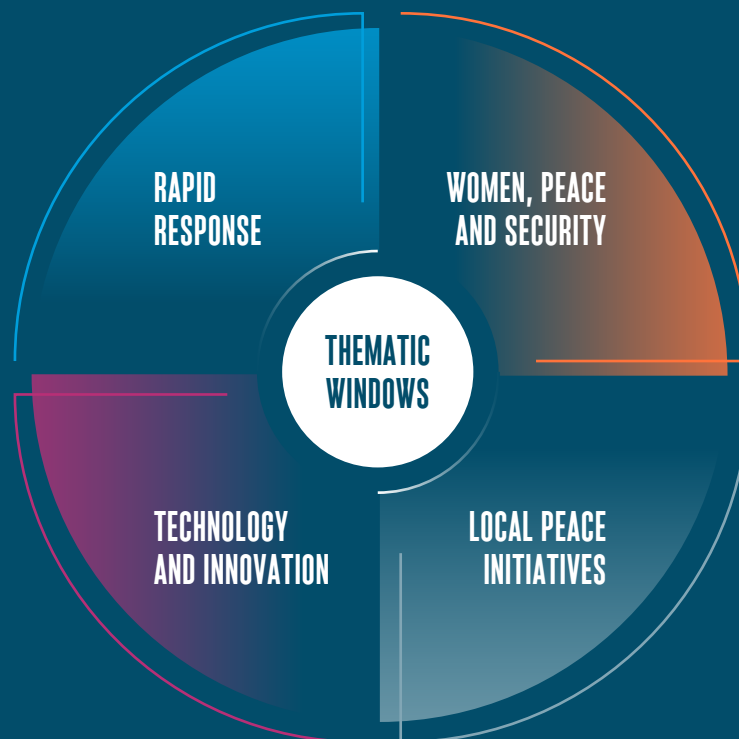 RAPID
RESPONSE
WOMEN, PEACE
AND SECURITY
THEMATIC
WINDOWS
TECHNOLOGY
AND INNOVATION
LOCAL PEACE
INITIATIVES